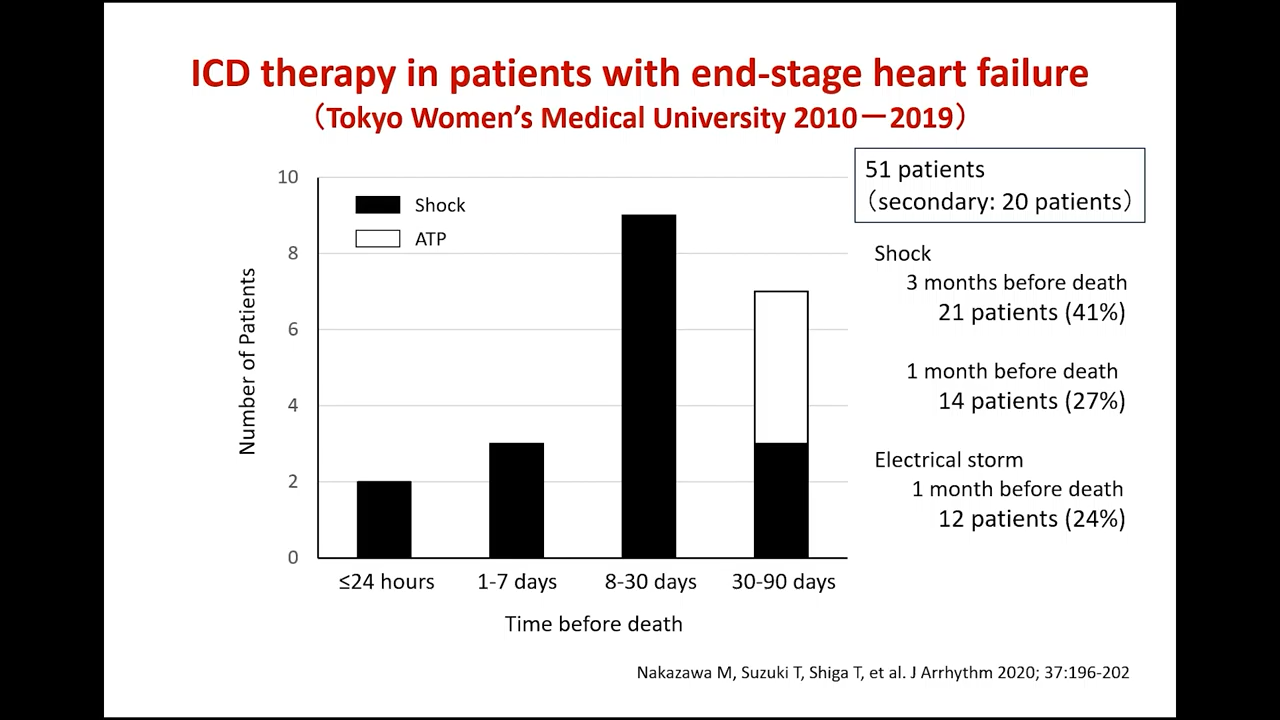 ICD therapy in patients with end-stage heart failure
（Tokyo Women’s Medical University 2010－2019）
51 patients
（secondary: 20 patients）
Shock
ATP
10
8
6
4
2
0
Number of Patients
≤24 hours
1-7 days
8-30 days
30-90 days
Time before death
Shock
3 months before death
21 patients (41%)
1 month before death
14 patients (27%)
Electrical storm
1 month before death
12 patients (24%)
Nakazawa M, Suzuki T, Shiga T, et al. J Arrhythm 2020; 37:196-202